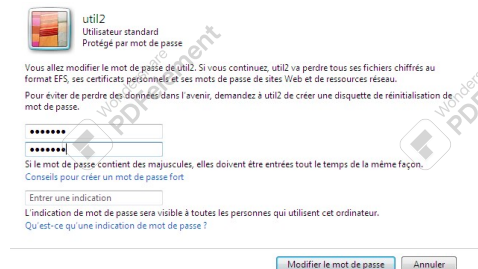 util2
Utilisateur standard
Protégé par mot de passe
Vous allez modifier le mot de passe de util2. Si vous continuez, util2 va perdre tous ses fichiers chiffrés au
format EFS, ses certificats personnels et ses mots de passe de sites Web et de ressources réseau.
Pour éviter de perdre des données dans l'avenir, demandez à util2 de créer une disquette de réinitialisation de
mot de passe.
●●●●●●●
●●●●●●●
Si le mot de passe contient des majuscules, elles doivent être entrées tout le temps de la même façon.
Conseils pour créer un mot de passe fort
Entrer une indication
L'indication de mot de passe sera visible à toutes les personnes qui utilisent cet ordinateur.
Qu'est-ce qu'une indication de mot de passe ?
Modifier le mot de passe Annuler
Wondershare
PDFelement